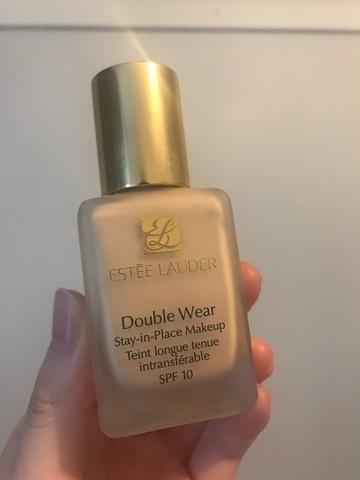 ESTĒE LAUDER
Double Wear
Stay-in-Place Makeup
Teint longue tenue
intransférable
SPF 10